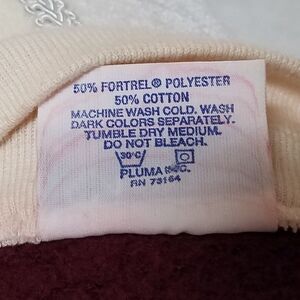 50% FORTREL® POLYESTER
50% COTTON
MACHINE WASH COLD. WASH
DARK COLORS SEPARATELY.
TUMBLE DRY MEDIUM.
DO NOT BLEACH.
30°C
PLUMA INC.
RN 73164